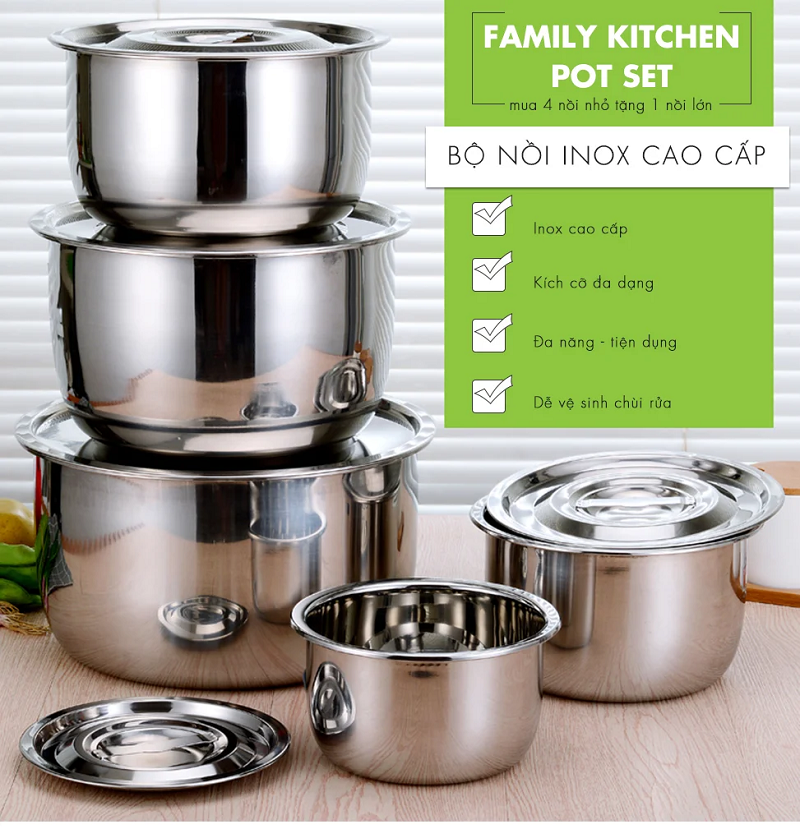 FAMILY KITCHEN
POT SET
mua 4 nồi nhỏ tặng 1 nồi lớn
BỘ NỒI INOX CAO CẤP
Inox cao cấp
Kích cỡ đa dạng
Đa năng - tiện dụng
Dễ vệ sinh chùi rửa